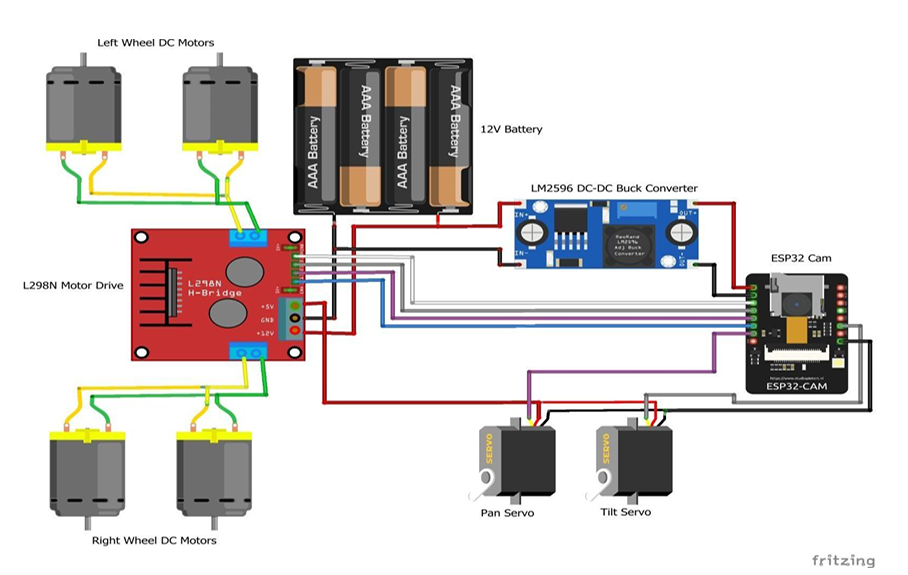 Left Wheel DC Motors
12V Battery
AAA Battery
AAA Battery
AAA Battery
AAA Battery
LM2596 DC-DC Buck Converter
IN+
OUT+
IN-
LM2596
Adj Buck
Converter
ESP32 Cam
L298N Motor Drive
L298N
H-Bridge
+5V
GND
+12V
ESP32-CAM
SERVO
SERVO
Pan Servo
Tilt Servo
Right Wheel DC Motors
fritzing